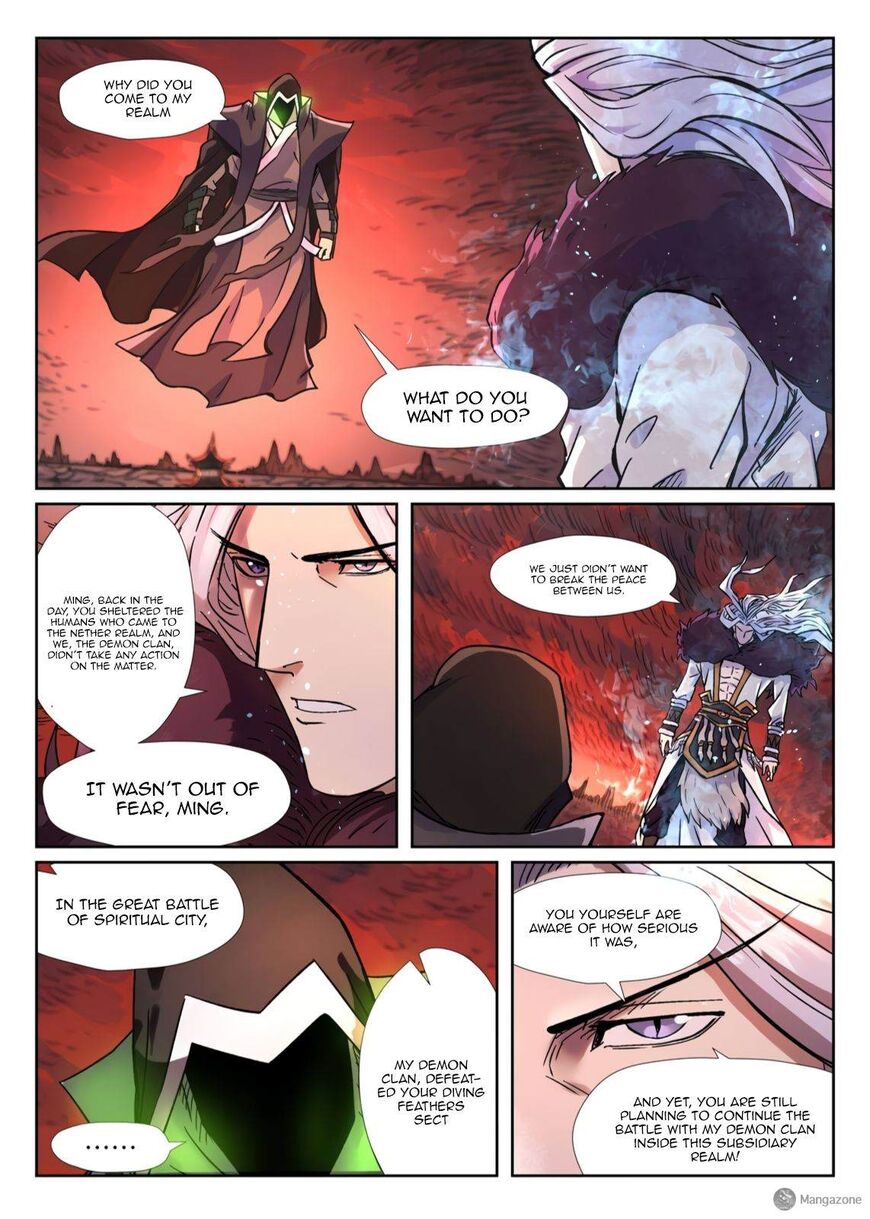 WHY DID YOU
COME TO MY
REALM
WHAT DO YOU
WANT TO DO?
MING, BACK IN THE
DAY, YOU SHELTERED THE
HUMANS WHO CAME TO
THE NETHER REALM, AND
WE, THE DEMON CLAN,
DIDN'T TAKE ANY ACTION
ON THE MATTER.
IT WASN'T OUT OF
FEAR, MING.
WE JUST DIDN'T WANT
TO BREAK THE PEACE
BETWEEN US.
IN THE GREAT BATTLE
OF SPIRITUAL CITY,
MY DEMON
CLAN, DEFEAT-
ED YOUR DIVING
FEATHERS
SECT
......
YOU YOURSELF ARE
AWARE OF HOW SERIOUS
IT WAS,
AND YET, YOU ARE STILL
PLANNING TO CONTINUE THE
BATTLE WITH MY DEMON CLAN
INSIDE THIS SUBSIDIARY
REALM!
Mangazone